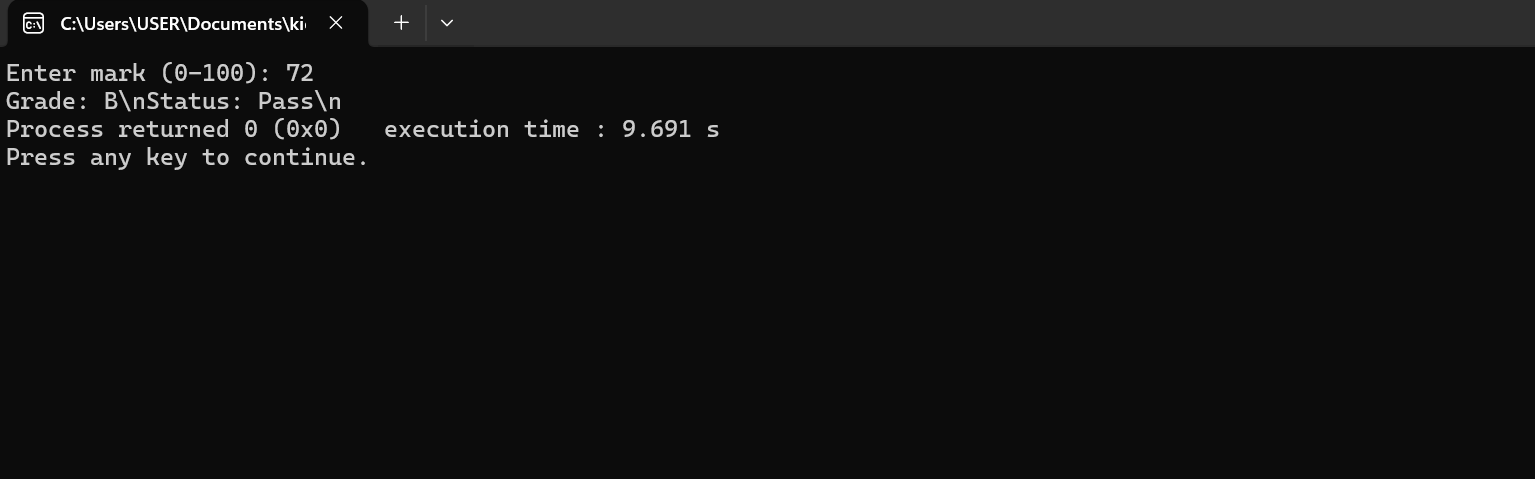 C:\Users\USER\Documents\ki
Enter mark (0-100): 72
Grade: B\nStatus: Pass\n
Process returned 0 (0x0)   execution time : 9.691 s
Press any key to continue.